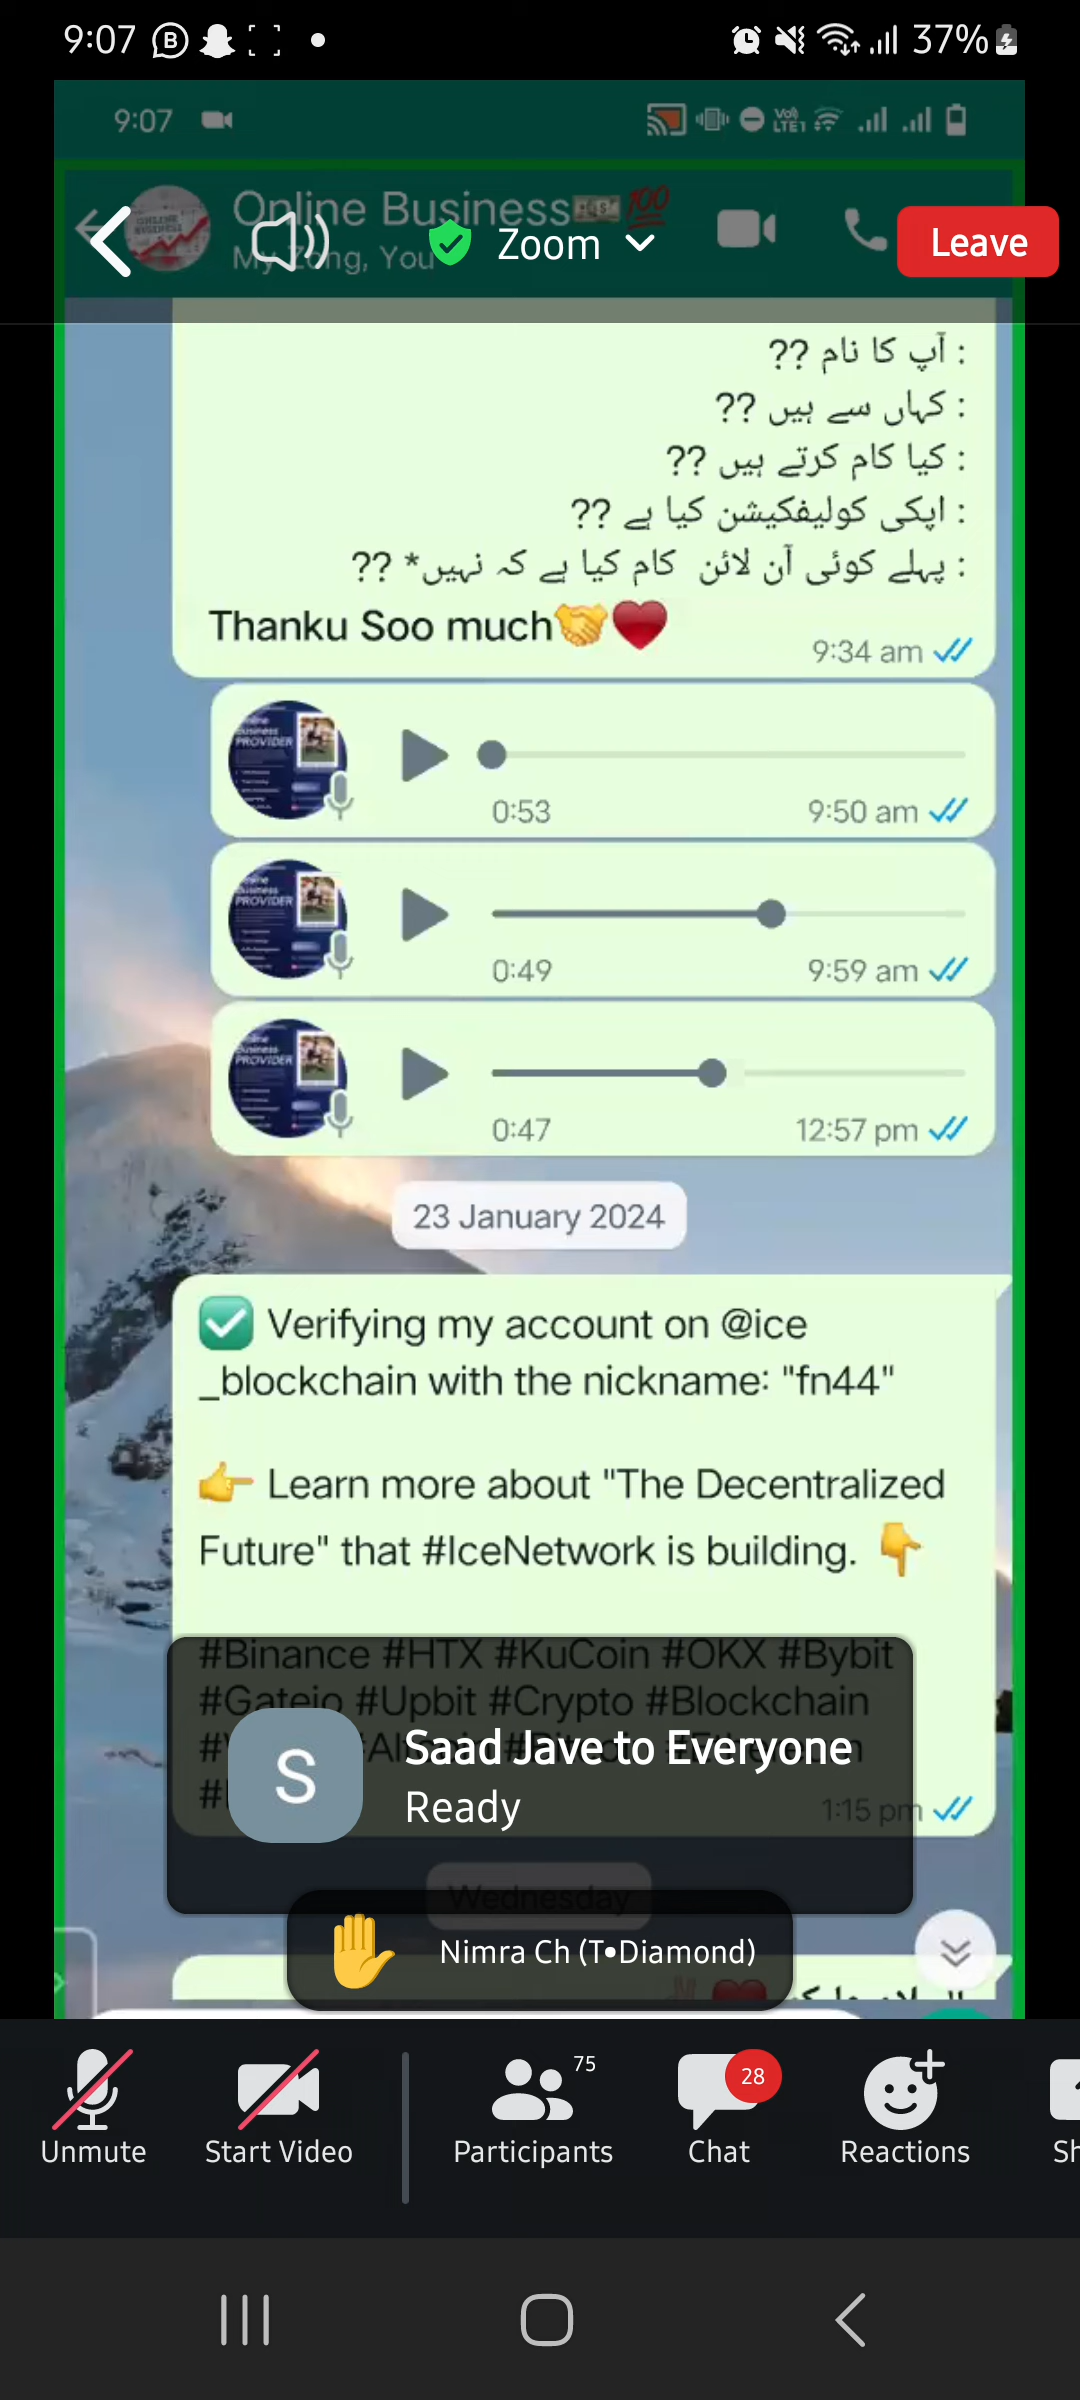 9:07
37%
9:07
Online Business💵💯
My Zong, You
Zoom
Leave
: آپ کا نام ??
: کہاں سے ہیں ??
: کیا کام کرتے ہیں ??
: اپکی کولیفکیشن کیا ہے ??
: پہلے کوئی آن لائن کام کیا ہے کہ نہیں* ??
Thanku Soo much🤝❤️
9:34 am
0:53 9:50 am
0:49 9:59 am
0:47 12:57 pm
23 January 2024
✅ Verifying my account on @ice
_blockchain with the nickname: "fn44"
👉 Learn more about "The Decentralized
Future" that #IceNetwork is building. 👇
#Binance #HTX #KuCoin #OKX #Bybit
#Gateio #Upbit #Crypto #Blockchain
1:15 pm
S
Saad Jave to Everyone
Ready
Wednesday
Nimra Ch (T•Diamond)
Unmute
Start Video
75
Participants
28
Chat
Reactions